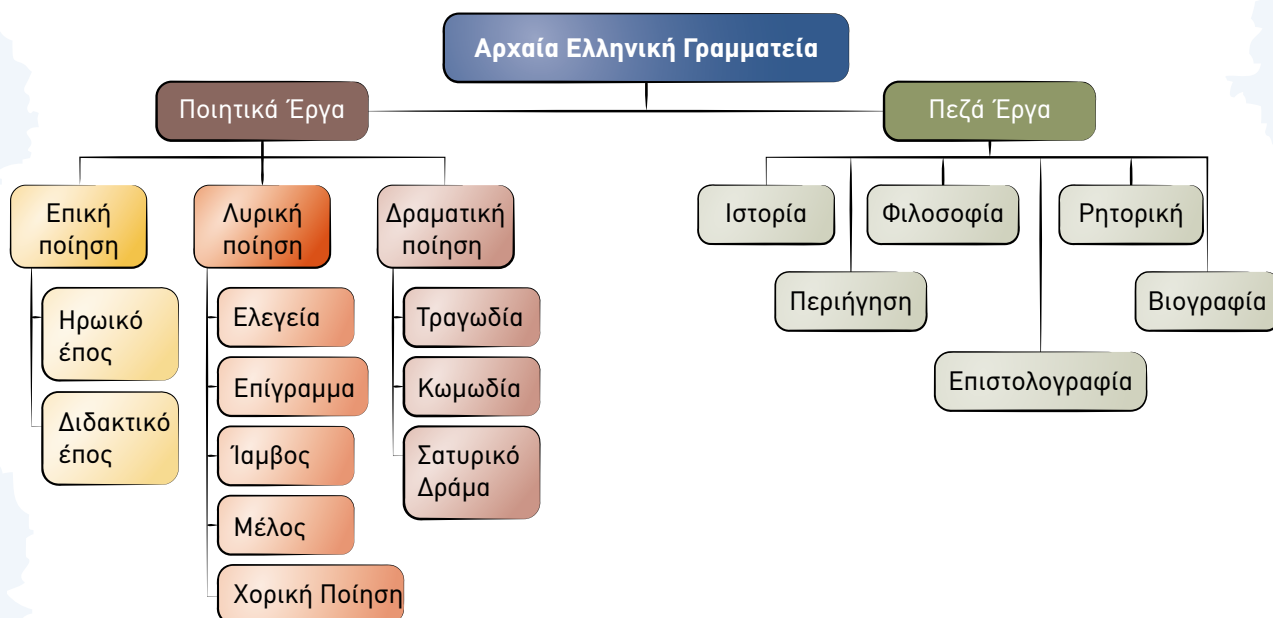 Αρχαία Ελληνική Γραμματεία
Ποιητικά Έργα
Πεζά Έργα
Επική
ποίηση
Λυρική
ποίηση
Δραματική
ποίηση
Ιστορία
Φιλοσοφία
Ρητορική
Περιήγηση
Βιογραφία
Επιστολογραφία
Ηρωικό
έπος
Διδακτικό
έπος
Ελεγεία
Επίγραμμα
Ίαμβος
Μέλος
Χορική Ποίηση
Τραγωδία
Κωμωδία
Σατυρικό
Δράμα